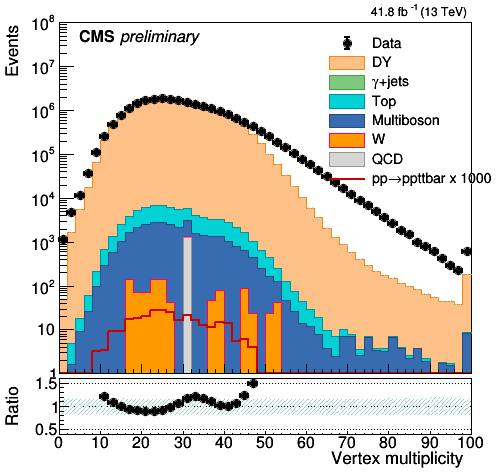 41.8 fb⁻¹ (13 TeV)
Events
10⁸
10⁷
10⁶
10⁵
10⁴
10³
10²
10
1
CMS preliminary
Data
DY
γ+jets
Top
Multiboson
W
QCD
pp→ppttbar x 1000
Ratio
1.5
1
0.5
0 10 20 30 40 50 60 70 80 90 100
Vertex multiplicity